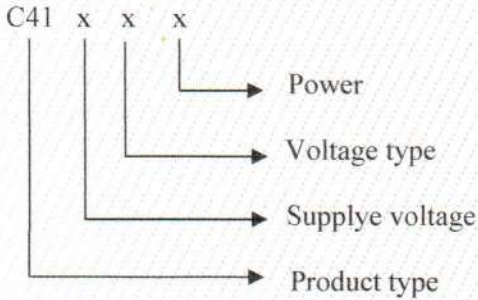 C41 x x x
Power
Voltage type
Supplye voltage
Product type